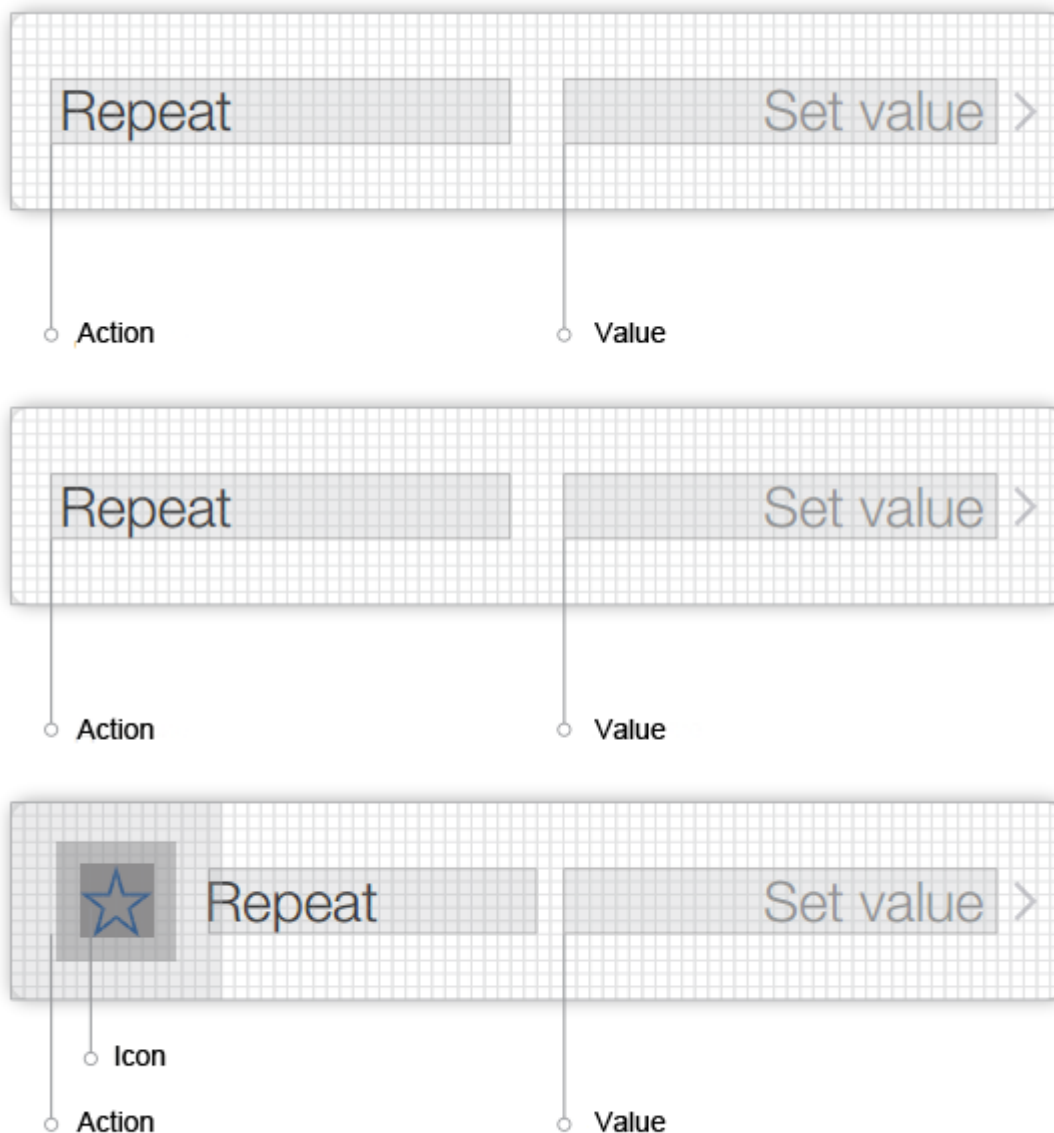 Repeat Set value >
Action Value
Repeat Set value >
Action Value
Repeat Set value >
Icon
Action Value